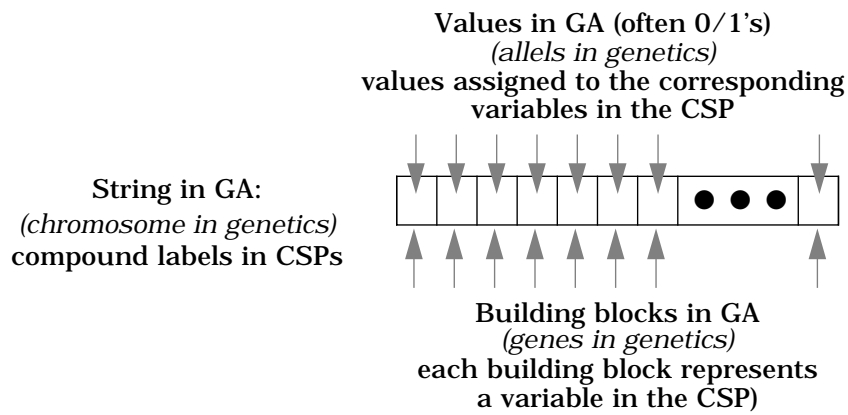 Values in GA (often 0/1's)
(allels in genetics)
values assigned to the corresponding
variables in the CSP
String in GA:
(chromosome in genetics)
compound labels in CSPs
Building blocks in GA
(genes in genetics)
each building block represents
a variable in the CSP)